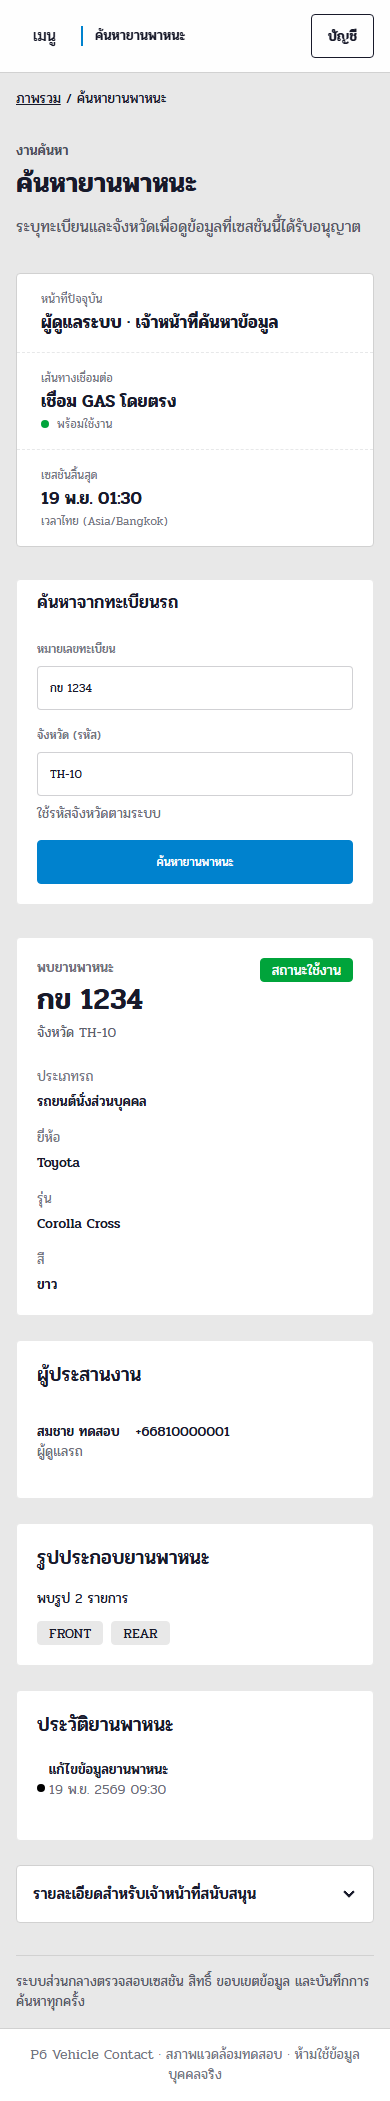 เมนู
ค้นหายานพาหนะ
บัญชี
ภาพรวม / ค้นหายานพาหนะ
งานค้นหา
ค้นหายานพาหนะ
ระบุทะเบียนและจังหวัดเพื่อดูข้อมูลที่เซสชันนี้ได้รับอนุญาต
หน้าที่ปัจจุบัน
ผู้ดูแลระบบ · เจ้าหน้าที่ค้นหาข้อมูล
เส้นทางเชื่อมต่อ
เชื่อม GAS โดยตรง
พร้อมใช้งาน
เซสชันสิ้นสุด
19 พ.ย. 01:30
เวลาไทย (Asia/Bangkok)
ค้นหาจากทะเบียนรถ
หมายเลขทะเบียน
กข 1234
จังหวัด (รหัส)
TH-10
ใช้รหัสจังหวัดตามระบบ
ค้นหายานพาหนะ
พบยานพาหนะ
สถานะใช้งาน
กข 1234
จังหวัด TH-10
ประเภทรถ
รถยนต์นั่งส่วนบุคคล
ยี่ห้อ
Toyota
รุ่น
Corolla Cross
สี
ขาว
ผู้ประสานงาน
สมชาย ทดสอบ +66810000001
ผู้ดูแลรถ
รูปประกอบยานพาหนะ
พบรูป 2 รายการ
FRONT REAR
ประวัติยานพาหนะ
แก้ไขข้อมูลยานพาหนะ
19 พ.ย. 2569 09:30
รายละเอียดสำหรับเจ้าหน้าที่สนับสนุน
ระบบส่วนกลางตรวจสอบเซสชัน สิทธิ์ ขอบเขตข้อมูล และบันทึกการ
ค้นหาทุกครั้ง
P6 Vehicle Contact · สภาพแวดล้อมทดสอบ · ห้ามใช้ข้อมูล
บุคคลจริง